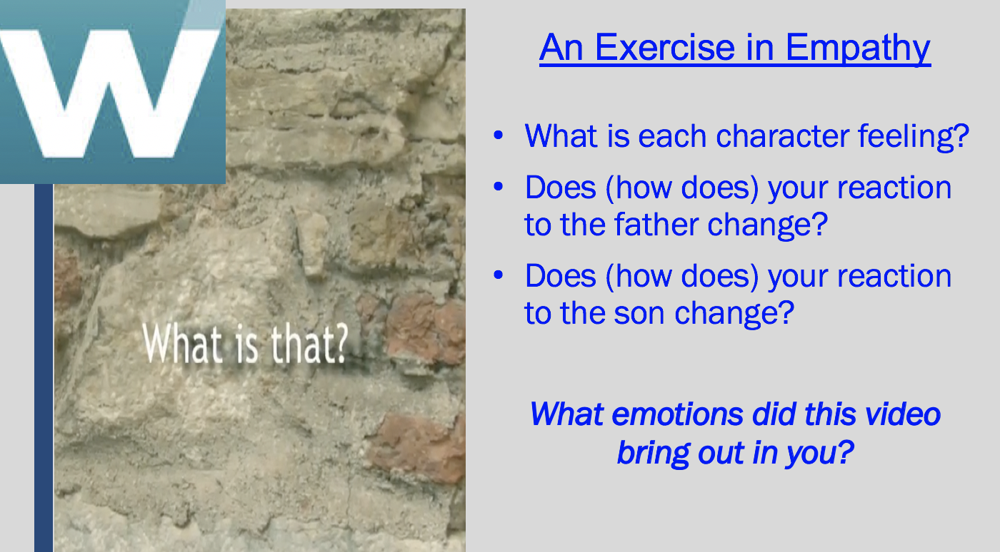 W
What is that?
An Exercise in Empathy
• What is each character feeling?
• Does (how does) your reaction
to the father change?
• Does (how does) your reaction
to the son change?
What emotions did this video
bring out in you?